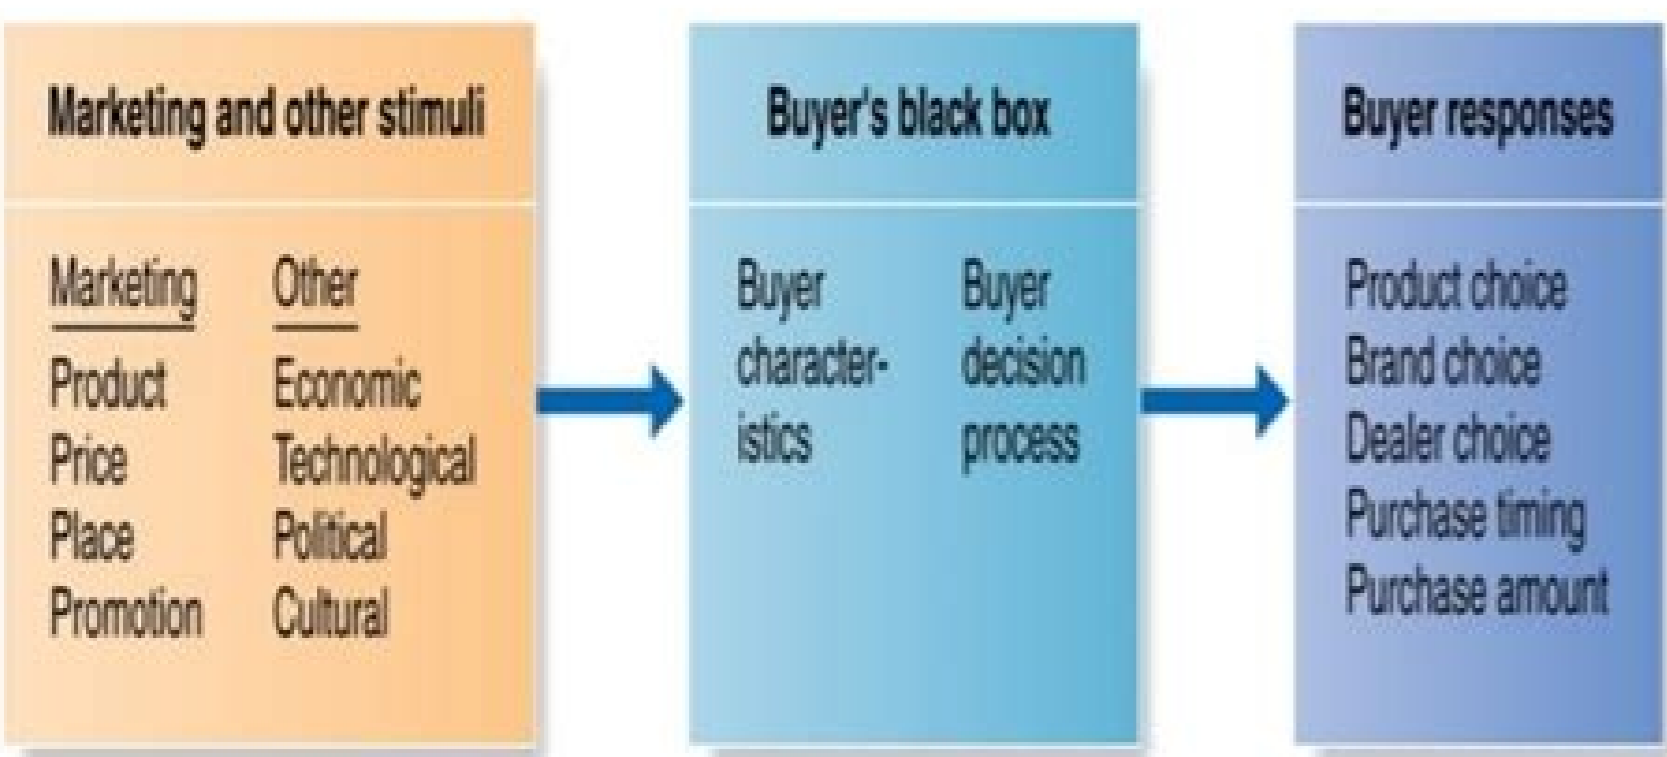 Marketing and other stimuli
Marketing
Product
Price
Place
Promotion
Other
Economic
Technological
Political
Cultural
Buyer's black box
Buyer
character-
istics
Buyer
decision
process
Buyer responses
Product choice
Brand choice
Dealer choice
Purchase timing
Purchase amount